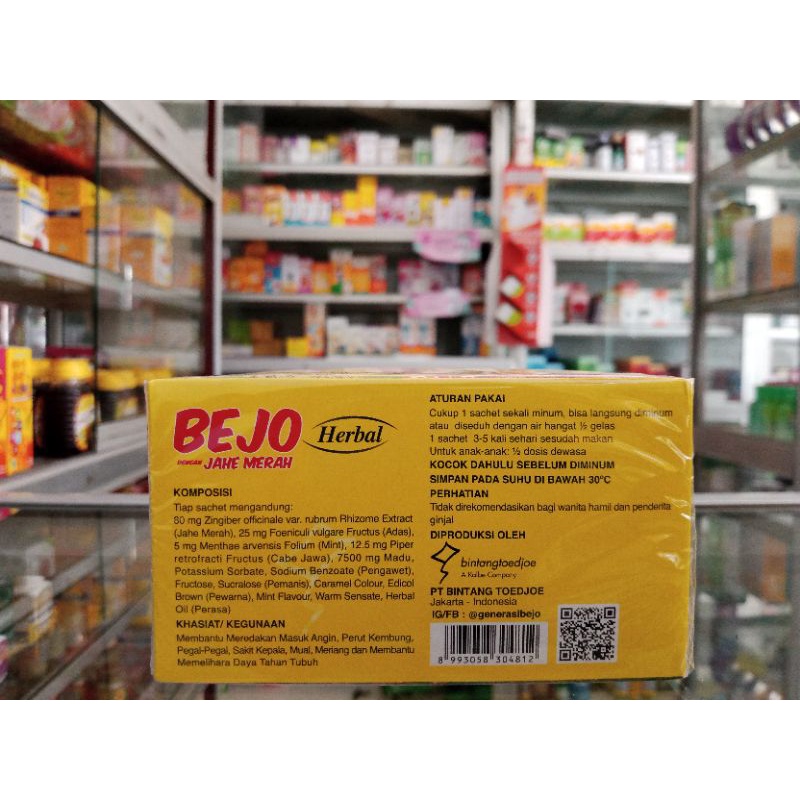 BEJO
DENGAN JAHE MERAH
Herbal
KOMPOSISI
Tiap sachet mengandung:
80 mg Zingiber officinale var. rubrum Rhizome Extract
(Jahe Merah), 25 mg Foeniculi vulgare Fructus (Adas),
5 mg Menthae arvensis Folium (Mint), 12.5 mg Piper
retrofracti Fructus (Cabe Jawa), 7500 mg Madu,
Potassium Sorbate, Sodium Benzoate (Pengawet),
Fructose, Sucralose (Pemanis), Caramel Colour, Edicol
Brown (Pewarna), Mint Flavour, Warm Sensate, Herbal
Oil (Perasa)
KHASIAT/ KEGUNAAN
Membantu Meredakan Masuk Angin, Perut Kembung,
Pegal-Pegal, Sakit Kepala, Mual, Meriang dan Membantu
Memelihara Daya Tahan Tubuh
ATURAN PAKAI
Cukup 1 sachet sekali minum, bisa langsung diminum
atau diseduh dengan air hangat ½ gelas
1 sachet 3-5 kali sehari sesudah makan
Untuk anak-anak: ½ dosis dewasa
KOCOK DAHULU SEBELUM DIMINUM
SIMPAN PADA SUHU DI BAWAH 30°C
PERHATIAN
Tidak direkomendasikan bagi wanita hamil dan penderita
ginjal
DIPRODUKSI OLEH
bintangtoedjoe
A Kalbe Company
PT BINTANG TOEDJOE
Jakarta - Indonesia
IG/FB : @generasibejo
8 993058 304812